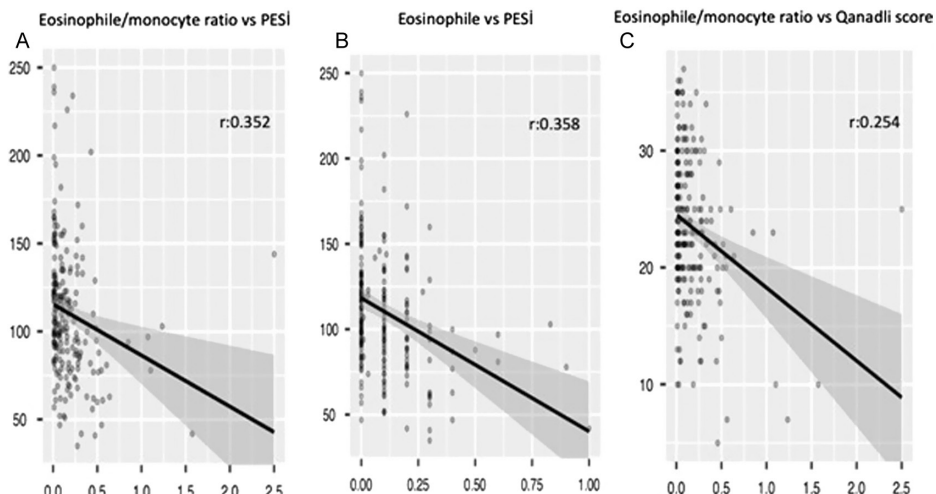 Eosinophile/monocyte ratio vs PESİ
Eosinophile vs PESİ
Eosinophile/monocyte ratio vs Qanadli score
A
B
C
r:0.352
r:0.358
r:0.254
250
200
150
100
50
0.0 0.5 1.0 1.5 2.0 2.5
250
200
150
100
50
0.00 0.25 0.50 0.75 1.00
30
20
10
0.0 0.5 1.0 1.5 2.0 2.5